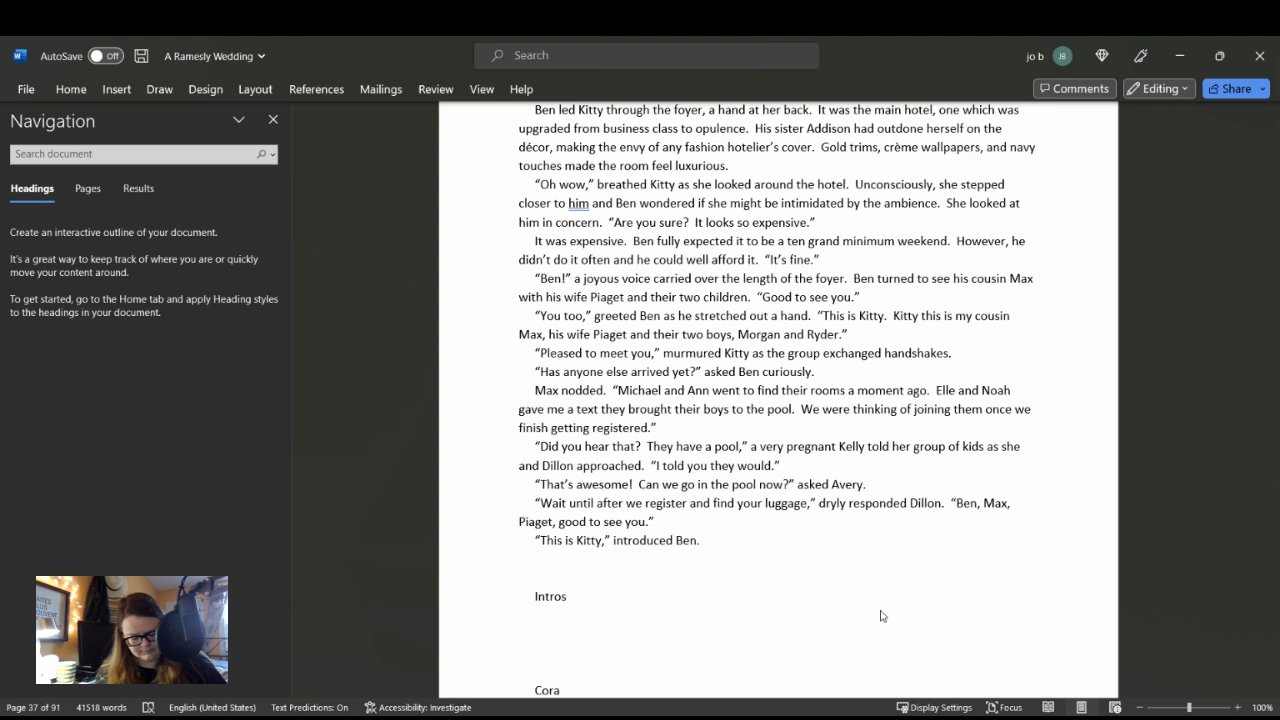 AutoSave Off A Ramesly Wedding Search jo b JB
File Home Insert Draw Design Layout References Mailings Review View Help Comments Editing Share
Navigation
Search document
Headings Pages Results
Create an interactive outline of your document.
It's a great way to keep track of where you are or quickly
move your content around.
To get started, go to the Home tab and apply Heading styles
to the headings in your document.
Ben led Kitty through the foyer, a hand at her back.  It was the main hotel, one which was
upgraded from business class to opulence.  His sister Addison had outdone herself on the
décor, making the envy of any fashion hotelier’s cover.  Gold trims, crème wallpapers, and navy
touches made the room feel luxurious.
“Oh wow,” breathed Kitty as she looked around the hotel.  Unconsciously, she stepped
closer to him and Ben wondered if she might be intimidated by the ambience.  She looked at
him in concern.  “Are you sure?  It looks so expensive.”
It was expensive.  Ben fully expected it to be a ten grand minimum weekend.  However, he
didn’t do it often and he could well afford it.  “It’s fine.”
“Ben!” a joyous voice carried over the length of the foyer.  Ben turned to see his cousin Max
with his wife Piaget and their two children.  “Good to see you.”
“You too,” greeted Ben as he stretched out a hand.  “This is Kitty.  Kitty this is my cousin
Max, his wife Piaget and their two boys, Morgan and Ryder.”
“Pleased to meet you,” murmured Kitty as the group exchanged handshakes.
“Has anyone else arrived yet?” asked Ben curiously.
Max nodded.  “Michael and Ann went to find their rooms a moment ago.  Elle and Noah
gave me a text they brought their boys to the pool.  We were thinking of joining them once we
finish getting registered.”
“Did you hear that?  They have a pool,” a very pregnant Kelly told her group of kids as she
and Dillon approached.  “I told you they would.”
“That’s awesome!  Can we go in the pool now?” asked Avery.
“Wait until after we register and find your luggage,” dryly responded Dillon.  “Ben, Max,
Piaget, good to see you.”
“This is Kitty,” introduced Ben.
Intros
Cora
Page 37 of 91 41518 words English (United States) Text Predictions: On Accessibility: Investigate Display Settings Focus 100%